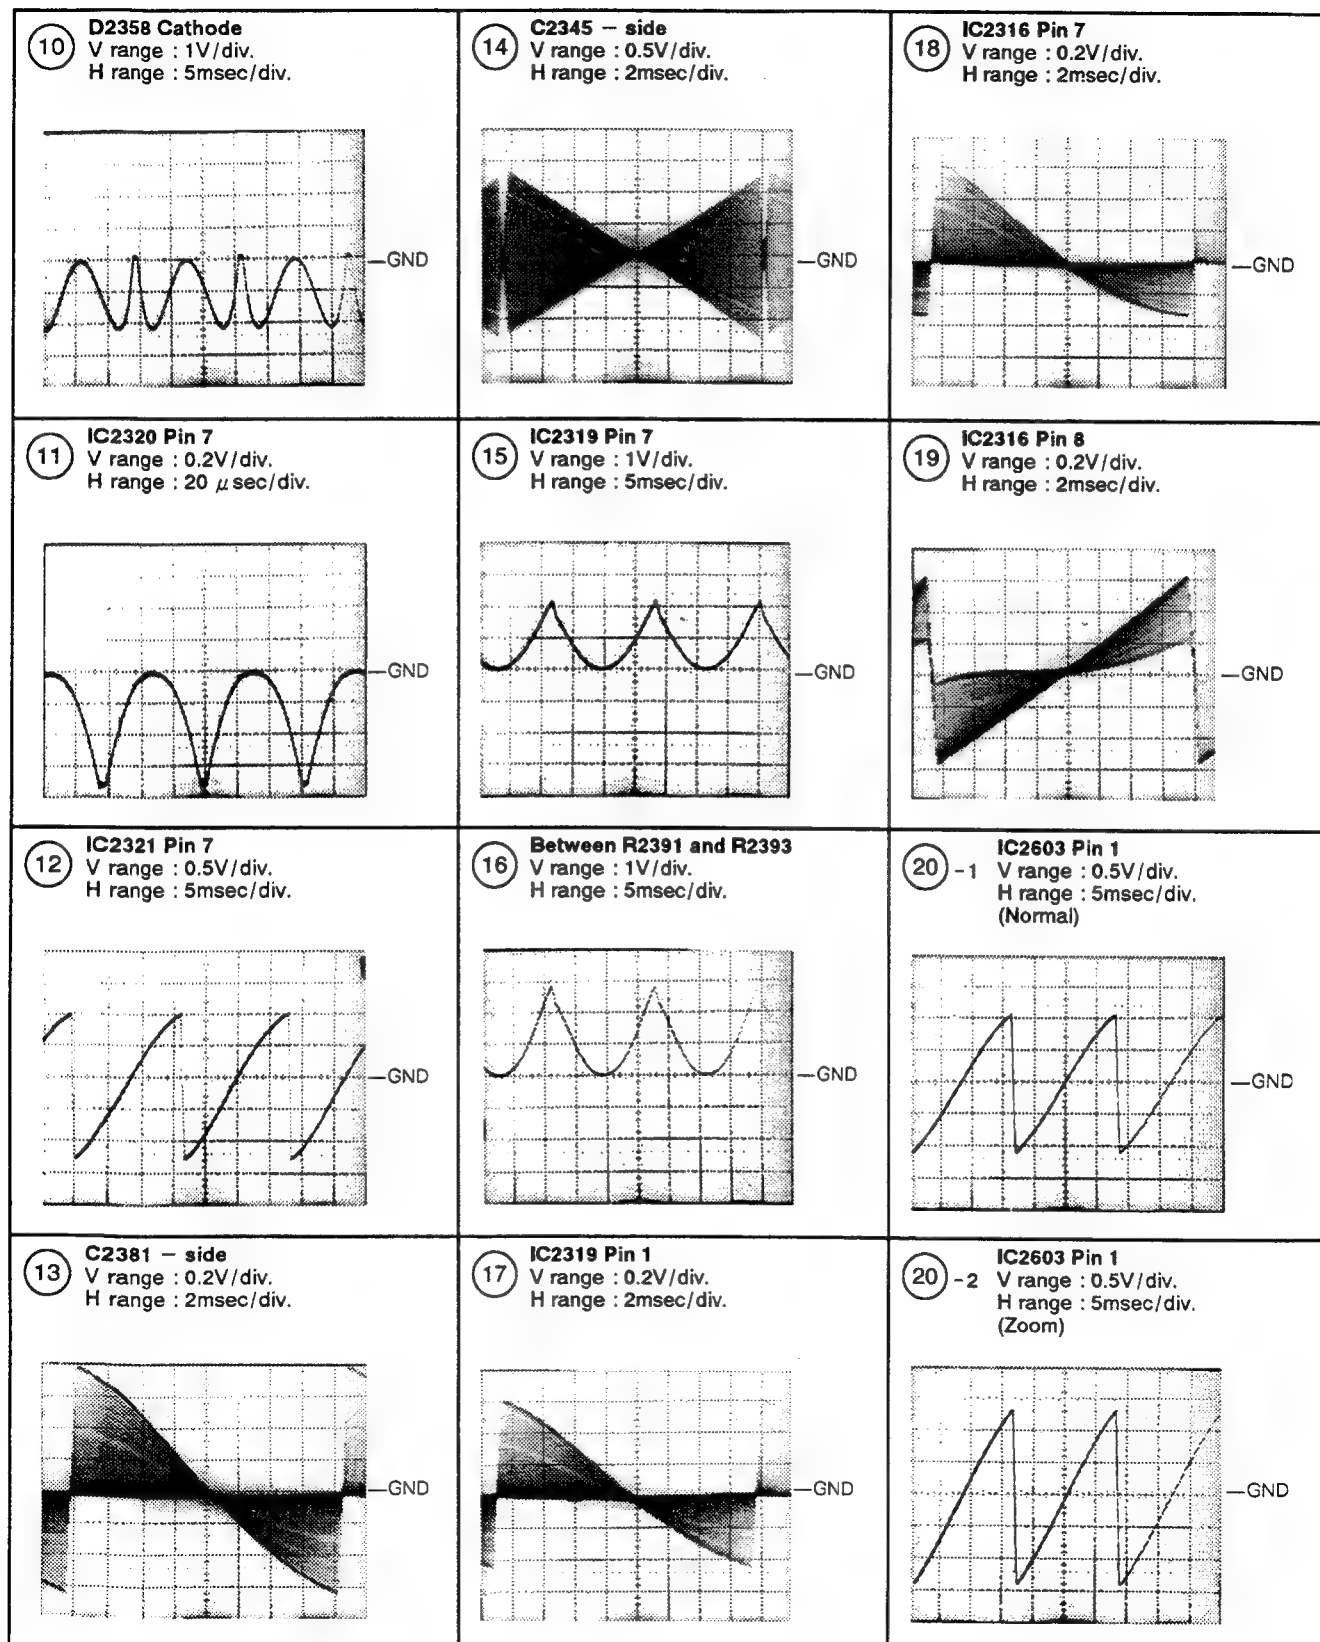 10
D2358 Cathode
V range : 1V/div.
H range : 5msec/div.
GND
14
C2345 – side
V range : 0.5V/div.
H range : 2msec/div.
GND
18
IC2316 Pin 7
V range : 0.2V/div.
H range : 2msec/div.
GND
11
IC2320 Pin 7
V range : 0.2V/div.
H range : 20 μ sec/div.
GND
15
IC2319 Pin 7
V range : 1V/div.
H range : 5msec/div.
GND
19
IC2316 Pin 8
V range : 0.2V/div.
H range : 2msec/div.
GND
12
IC2321 Pin 7
V range : 0.5V/div.
H range : 5msec/div.
GND
16
Between R2391 and R2393
V range : 1V/div.
H range : 5msec/div.
GND
20 -1
IC2603 Pin 1
V range : 0.5V/div.
H range : 5msec/div.
(Normal)
GND
13
C2381 – side
V range : 0.2V/div.
H range : 2msec/div.
GND
17
IC2319 Pin 1
V range : 0.2V/div.
H range : 2msec/div.
GND
20 -2
IC2603 Pin 1
V range : 0.5V/div.
H range : 5msec/div.
(Zoom)
GND